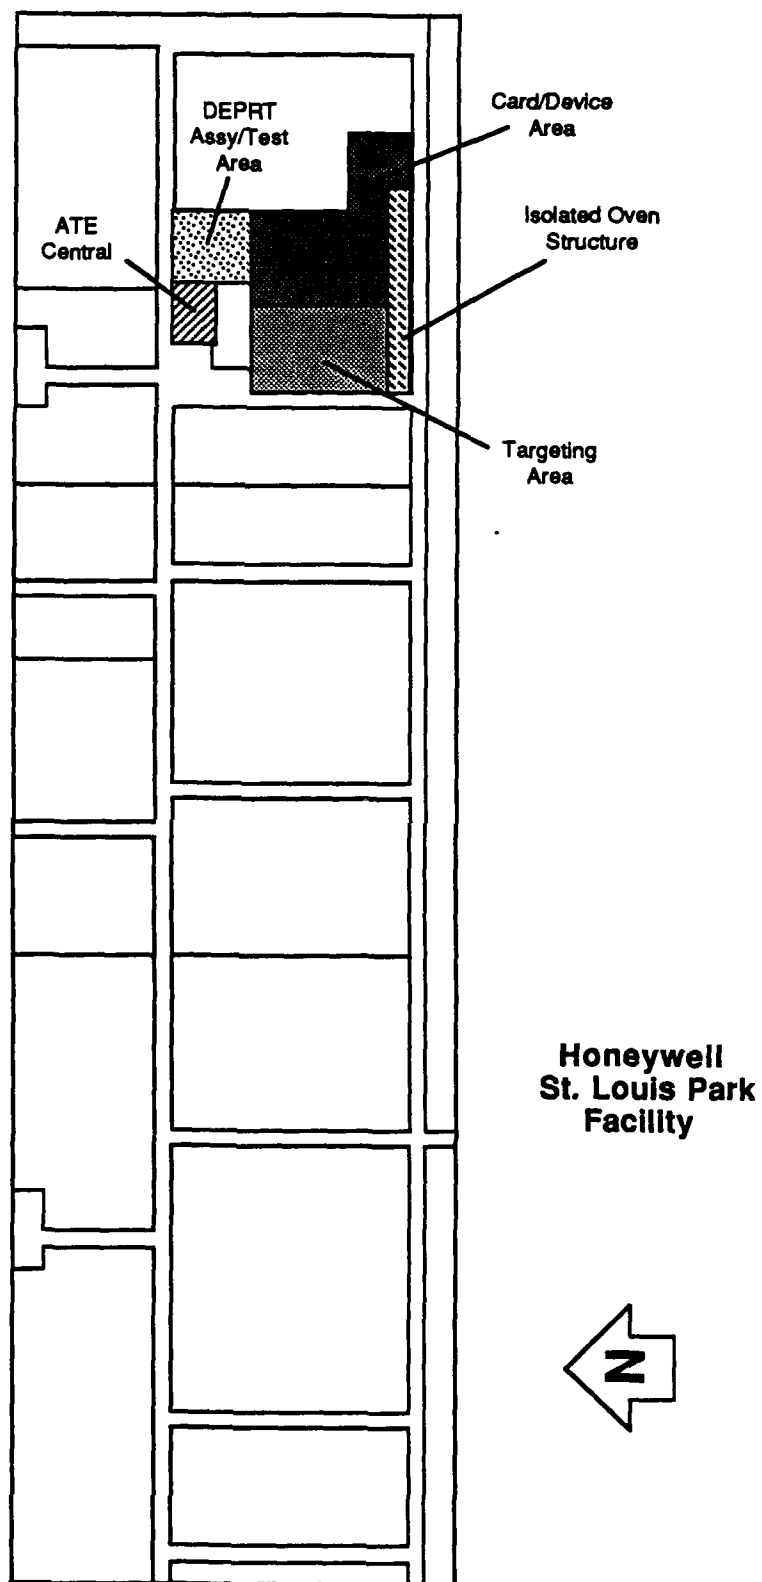 DEPRT
Assy/Test
Area
Card/Device
Area
ATE
Central
Isolated Oven
Structure
Targeting
Area
Honeywell
St. Louis Park
Facility
N